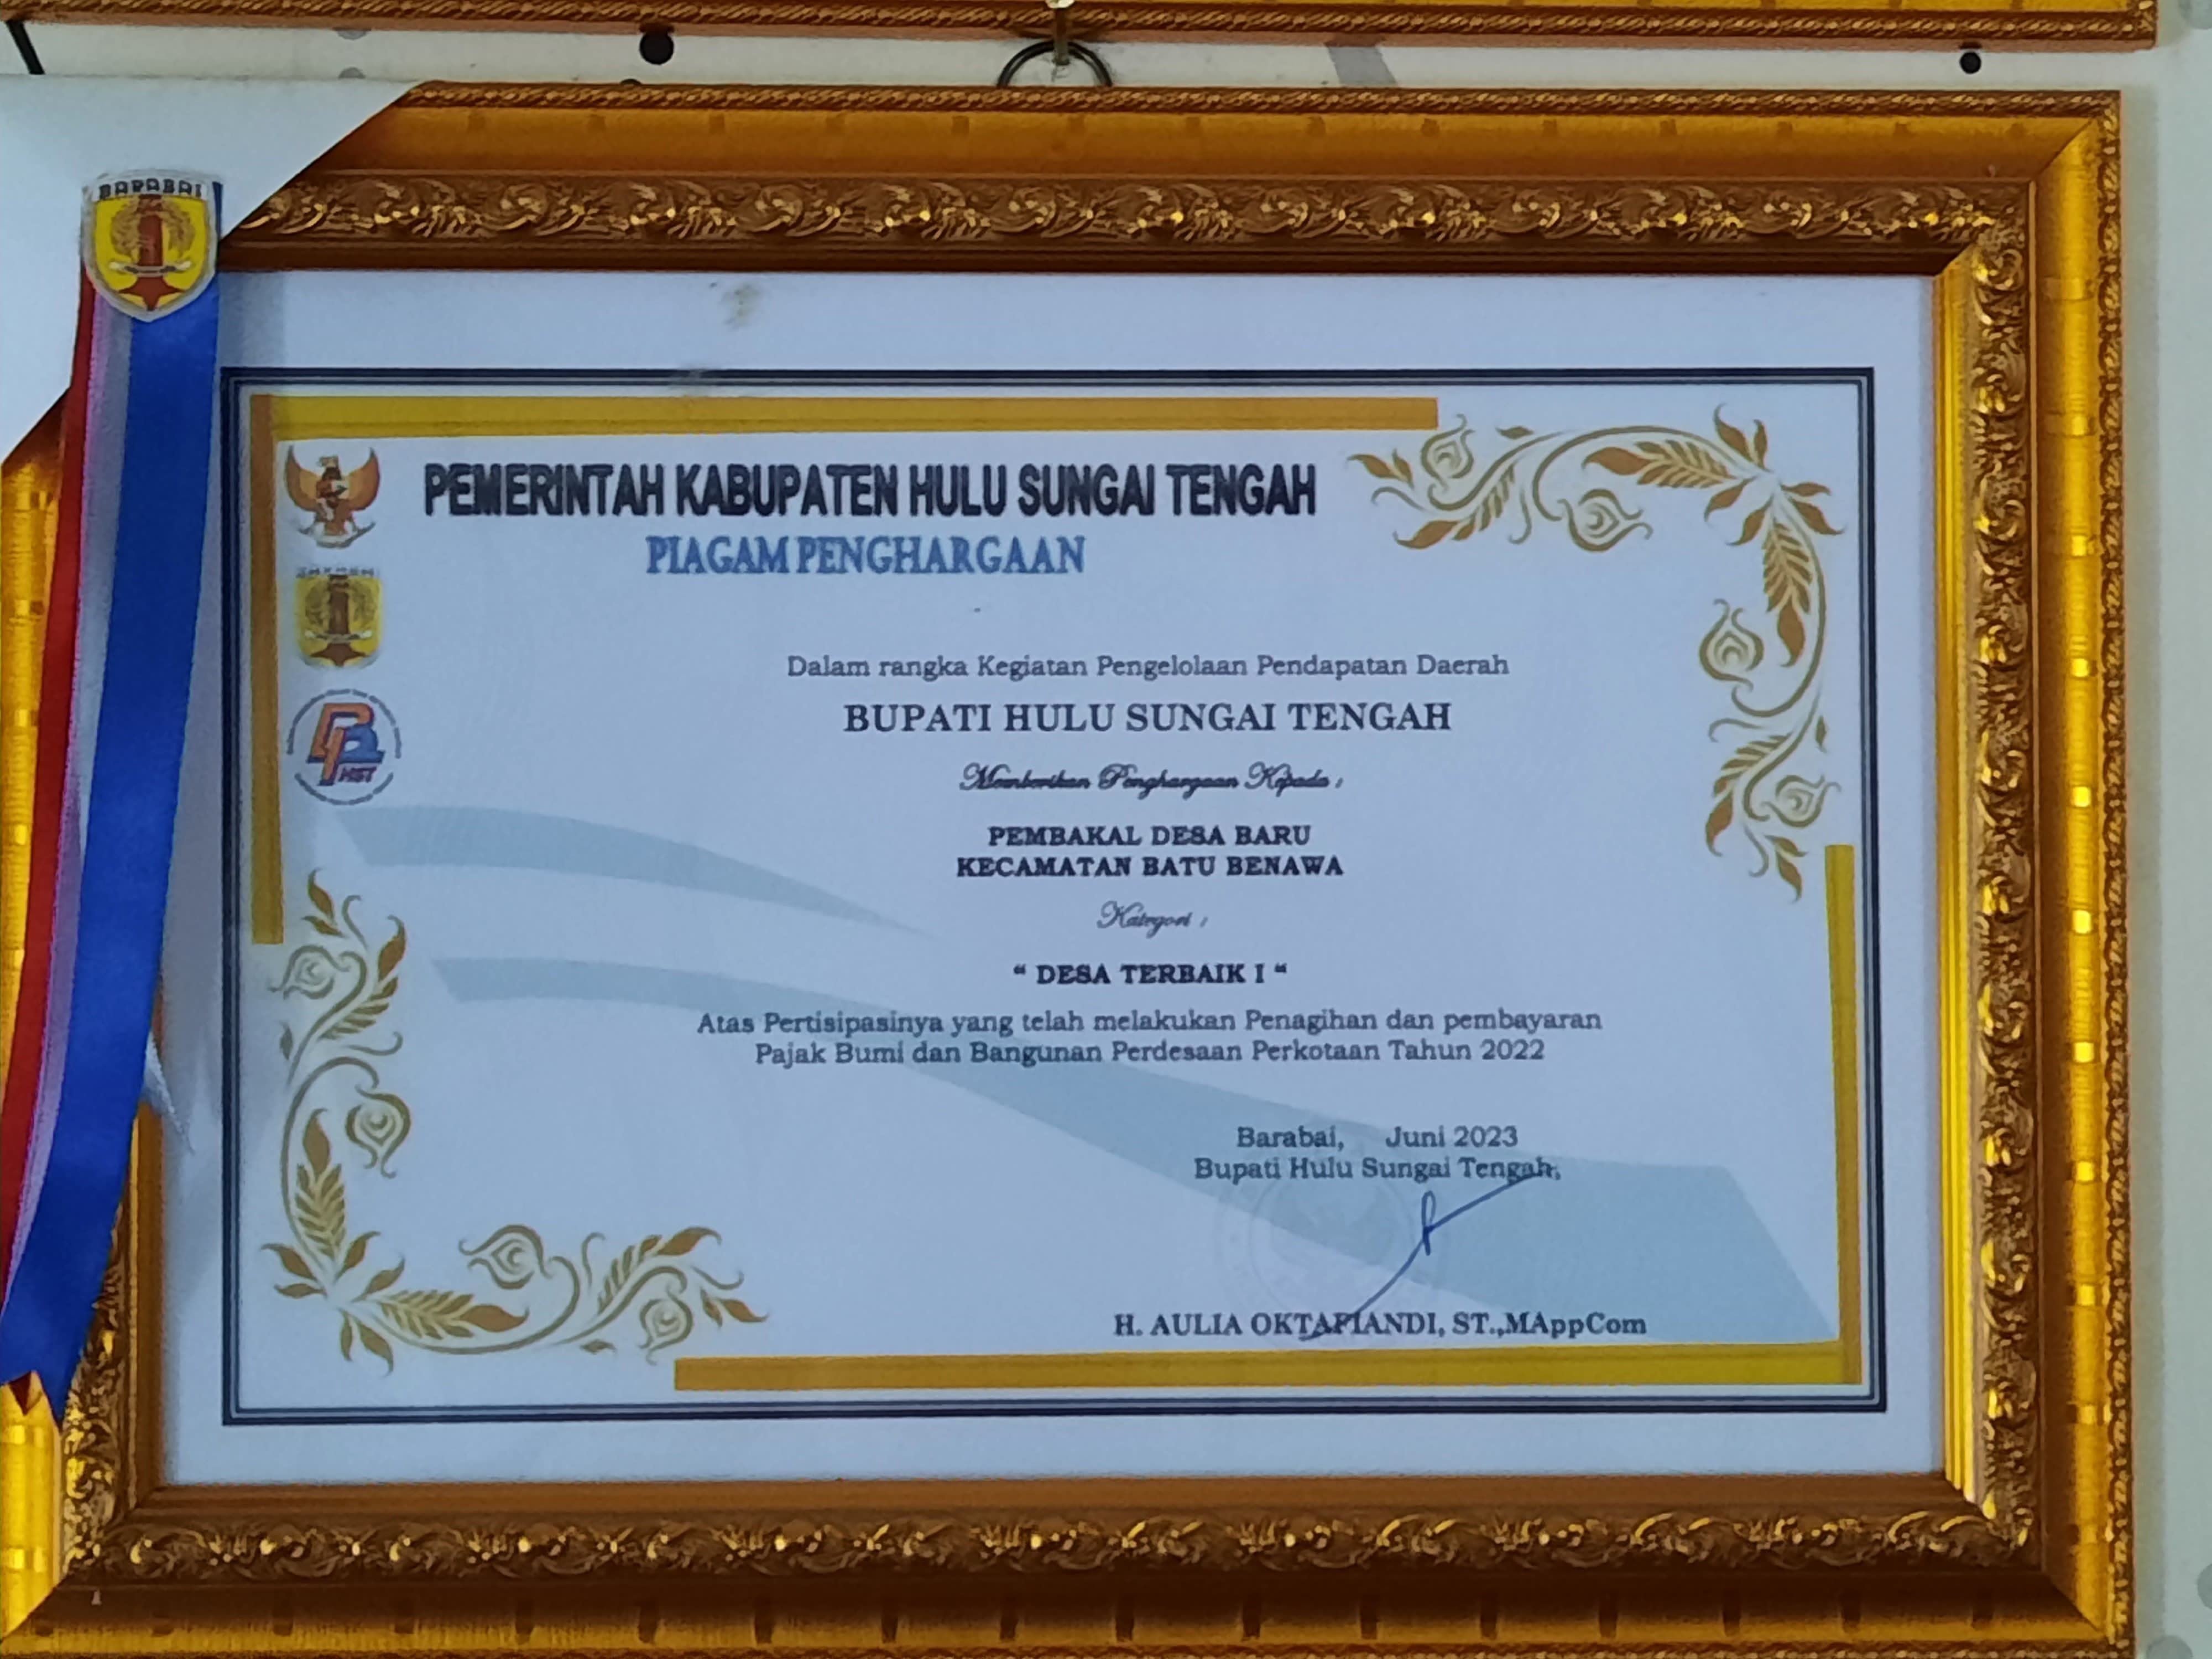 BARABAI
PEMERINTAH KABUPATEN HULU SUNGAI TENGAH
PIAGAM PENGHARGAAN
HST
Dalam rangka Kegiatan Pengelolaan Pendapatan Daerah
BUPATI HULU SUNGAI TENGAH
Memberikan Penghargaan Kepada :
PEMBAKAL DESA BARU
KECAMATAN BATU BENAWA
Kategori :
“ DESA TERBAIK I “
Atas Pertisipasinya yang telah melakukan Penagihan dan pembayaran
Pajak Bumi dan Bangunan Perdesaan Perkotaan Tahun 2022
Barabai, Juni 2023
Bupati Hulu Sungai Tengah,
H. AULIA OKTAFIANDI, ST.,MAppCom